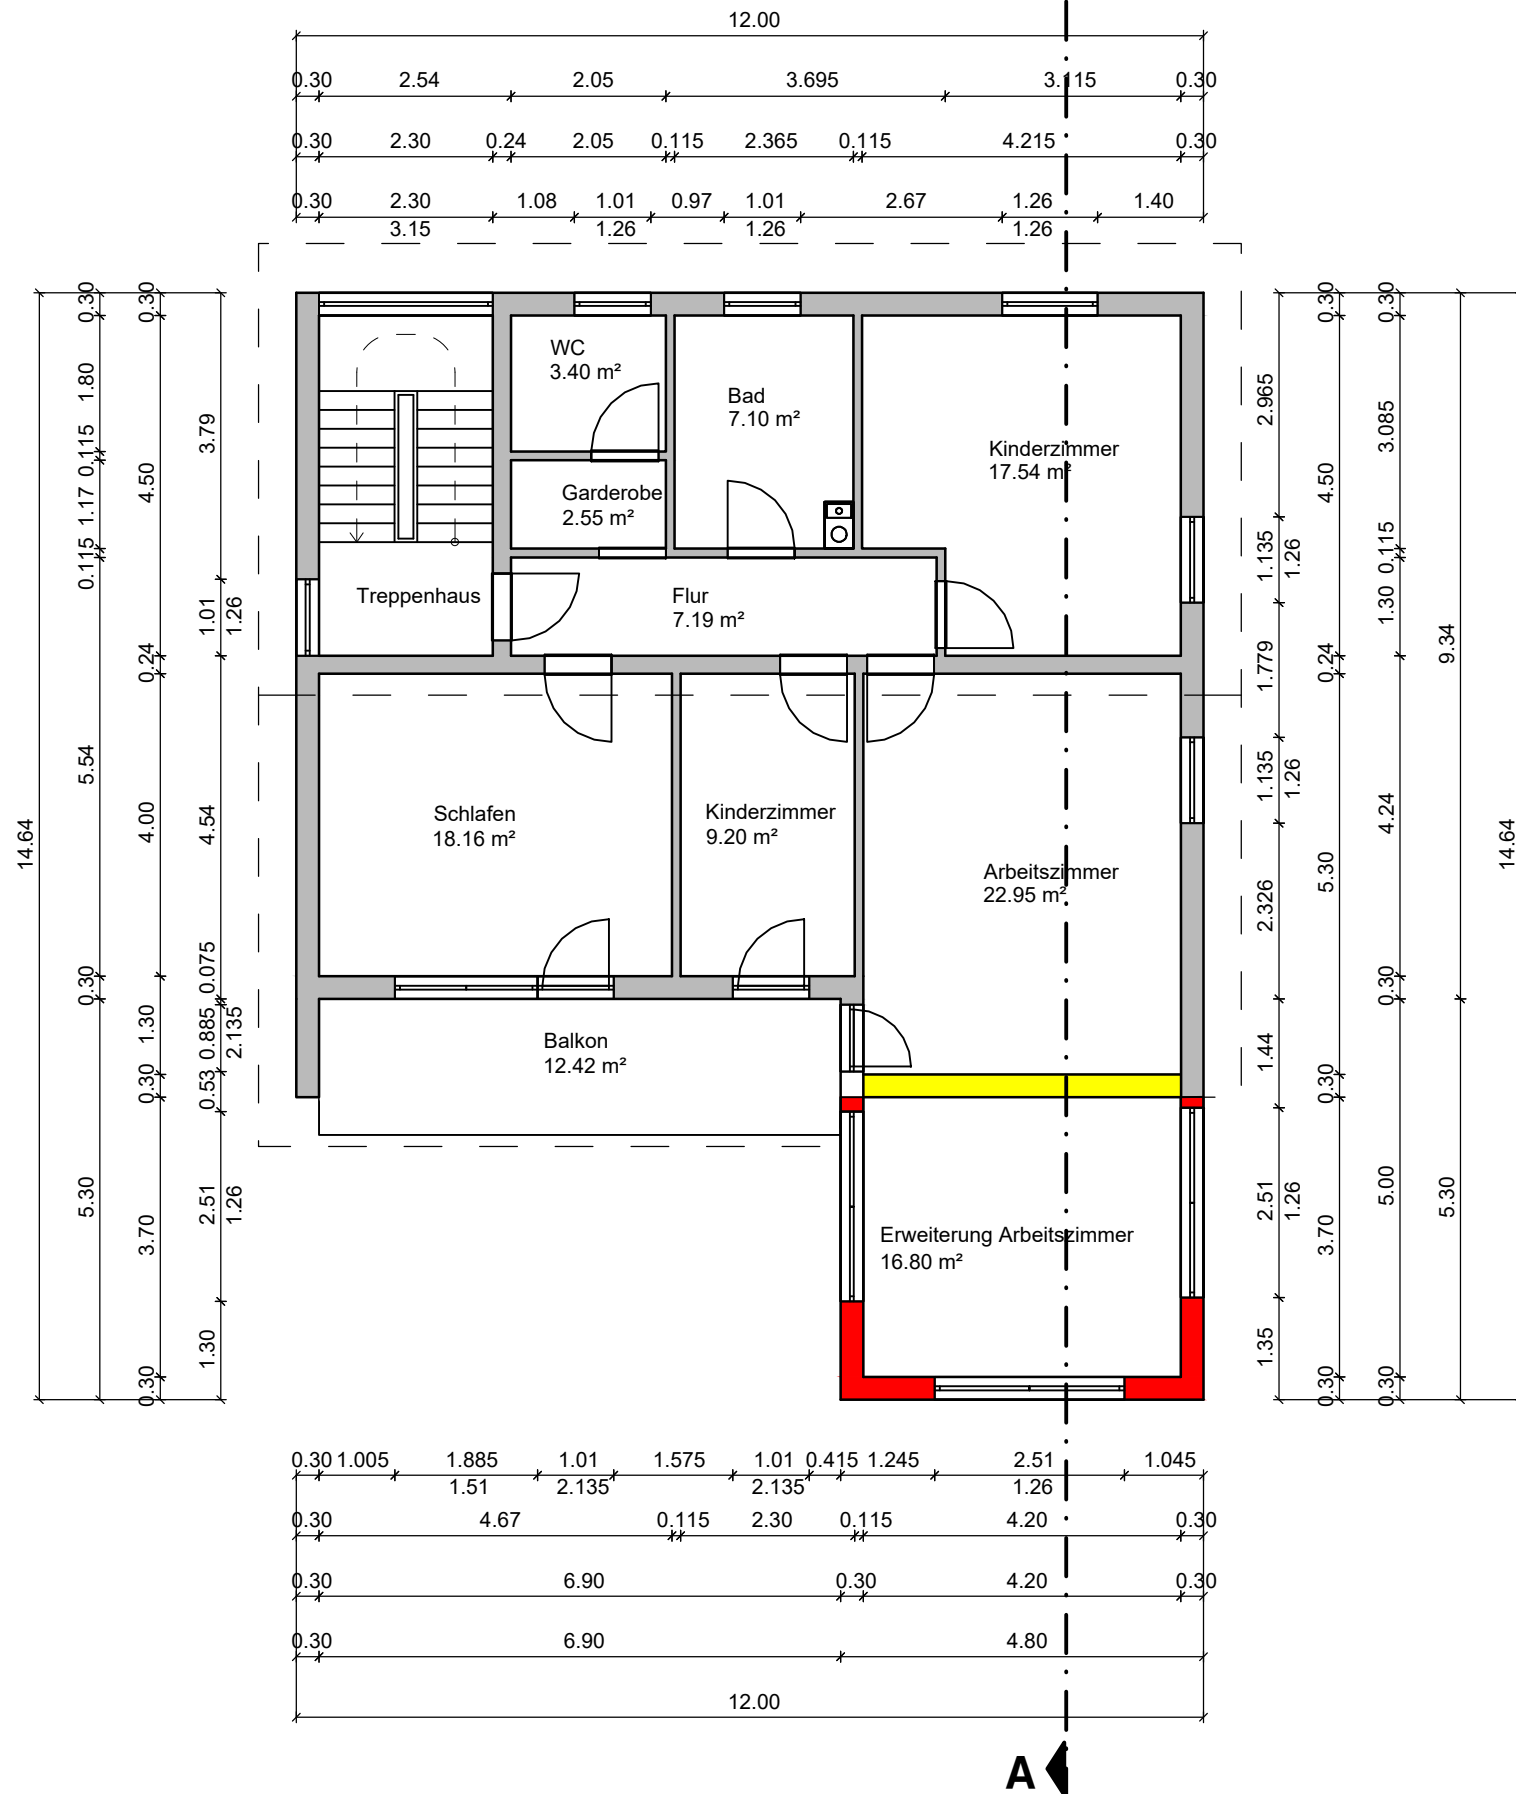 12.00
0.30 2.54 2.05 3.695 3.115 0.30
0.30 2.30 0.24 2.05 0.115 2.365 0.115 4.215 0.30
0.30 2.30 1.08 1.01 0.97 1.01 2.67 1.26 1.40
3.15 1.26 1.26 1.26
14.64
0.30 1.80 0.115 1.17 0.115 5.54 0.30 5.30
0.30 4.50 0.24 4.00 1.30 0.30 3.70 0.30
3.79 1.01 4.54 0.075 0.885 0.53 2.51 1.30
1.26 2.135 1.26
WC
3.40 m²
Bad
7.10 m²
Kinderzimmer
17.54 m²
Garderobe
2.55 m²
Treppenhaus
Flur
7.19 m²
Schlafen
18.16 m²
Kinderzimmer
9.20 m²
Arbeitszimmer
22.95 m²
Balkon
12.42 m²
Erweiterung Arbeitszimmer
16.80 m²
2.965 1.135 1.779 1.135 2.326 1.44 2.51 1.35
1.26 1.26 1.26
0.30 4.50 0.24 5.30 0.30 3.70 0.30
0.30 3.085 0.115 1.30 4.24 0.30 5.00 0.30
9.34 5.30
14.64
0.30 1.005 1.885 1.01 1.575 1.01 0.415 1.245 2.51 1.045
1.51 2.135 2.135 1.26
0.30 4.67 0.115 2.30 0.115 4.20 0.30
0.30 6.90 0.30 4.20 0.30
0.30 6.90 4.80
12.00
A